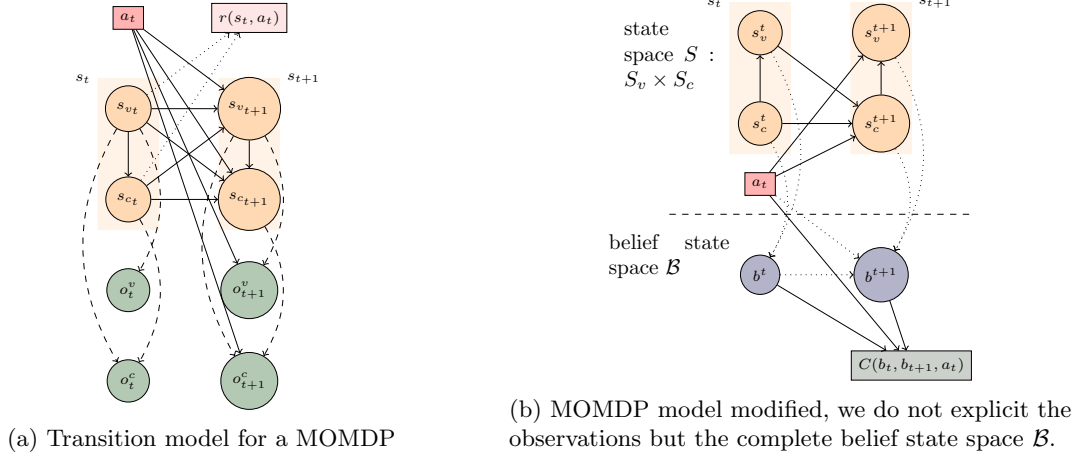 a_t
r(s_t, a_t)
s_t
s_{t+1}
s_{v_t}
s_{v_{t+1}}
s_{c_t}
s_{c_{t+1}}
o_t^v
o_{t+1}^v
o_t^c
o_{t+1}^c
(a) Transition model for a MOMDP
s_t
s_{t+1}
state
space S :
S_v × S_c
s_v^t
s_v^{t+1}
s_c^t
s_c^{t+1}
a_t
belief state
space ℬ
b^t
b^{t+1}
C(b_t, b_{t+1}, a_t)
(b) MOMDP model modified, we do not explicit the
observations but the complete belief state space ℬ.